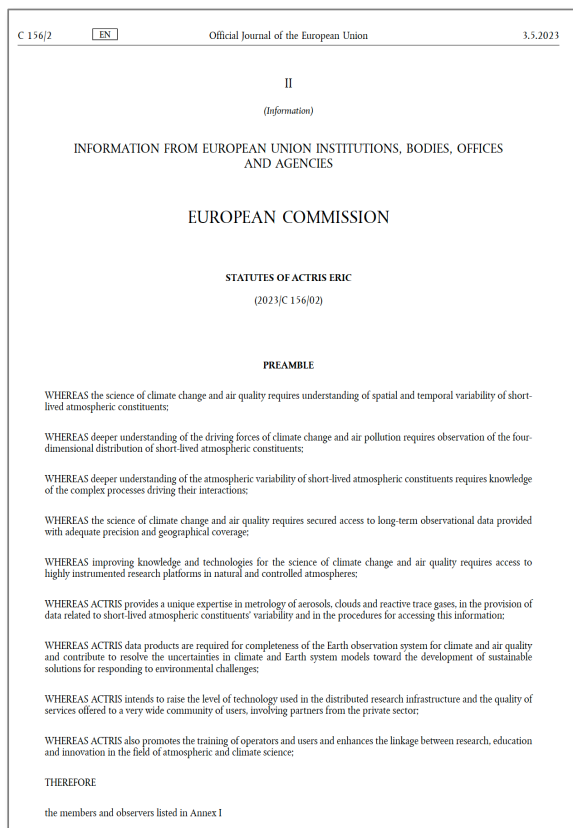 C 156/2 EN Official Journal of the European Union 3.5.2023
II
(Information)
INFORMATION FROM EUROPEAN UNION INSTITUTIONS, BODIES, OFFICES
AND AGENCIES
EUROPEAN COMMISSION
STATUTES OF ACTRIS ERIC
(2023/C 156/02)
PREAMBLE
WHEREAS the science of climate change and air quality requires understanding of spatial and temporal variability of short-
lived atmospheric constituents;
WHEREAS deeper understanding of the driving forces of climate change and air pollution requires observation of the four-
dimensional distribution of short-lived atmospheric constituents;
WHEREAS deeper understanding of the atmospheric variability of short-lived atmospheric constituents requires knowledge
of the complex processes driving their interactions;
WHEREAS the science of climate change and air quality requires secured access to long-term observational data provided
with adequate precision and geographical coverage;
WHEREAS improving knowledge and technologies for the science of climate change and air quality requires access to
highly instrumented research platforms in natural and controlled atmospheres;
WHEREAS ACTRIS provides a unique expertise in metrology of aerosols, clouds and reactive trace gases, in the provision of
data related to short-lived atmospheric constituents' variability and in the procedures for accessing this information;
WHEREAS ACTRIS data products are required for completeness of the Earth observation system for climate and air quality
and contribute to resolve the uncertainties in climate and Earth system models toward the development of sustainable
solutions for responding to environmental challenges;
WHEREAS ACTRIS intends to raise the level of technology used in the distributed research infrastructure and the quality of
services offered to a very wide community of users, involving partners from the private sector;
WHEREAS ACTRIS also promotes the training of operators and users and enhances the linkage between research, education
and innovation in the field of atmospheric and climate science;
THEREFORE
the members and observers listed in Annex I